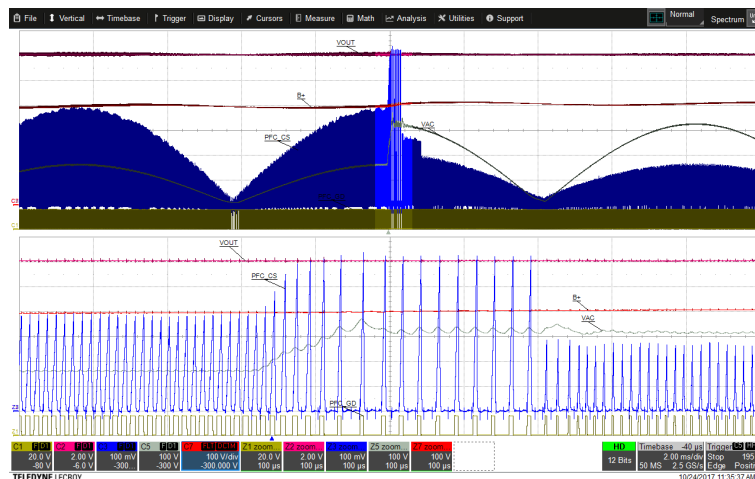 File Vertical Timebase Trigger Display Cursors Measure Math Analysis Utilities Support Normal Spectrum
VOUT
B+
PFC_CS
VAC
C1
VOUT
PFC_CS
B+
VAC
PFC_GD
C1 C2 C5 Z1 zoom... Z2 zoom... Z5 zoom... Z7 zoom... HD Timebase -40 µs Trigger
20.0 V 2.00 V 100 mV 100 V 100 V/div 20.0 V 2.00 V 100 mV 100 V 100 V 12 Bits 2.00 ms/div Stop 195
-80 V -6.0 V -300... -300 V -300.000 V 100 µs 100 µs 100 µs 100 µs 100 µs 50 MS 2.5 GS/s Edge Positi
TELEDYNE LECROY 10/24/2017 11:35:37 AM